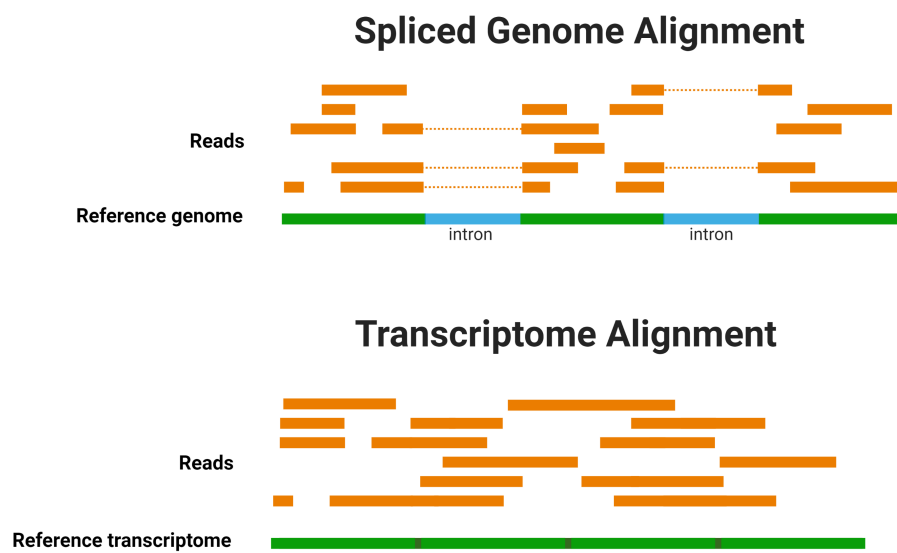 Spliced Genome Alignment
Reads
Reference genome
intron
intron
Transcriptome Alignment
Reads
Reference transcriptome